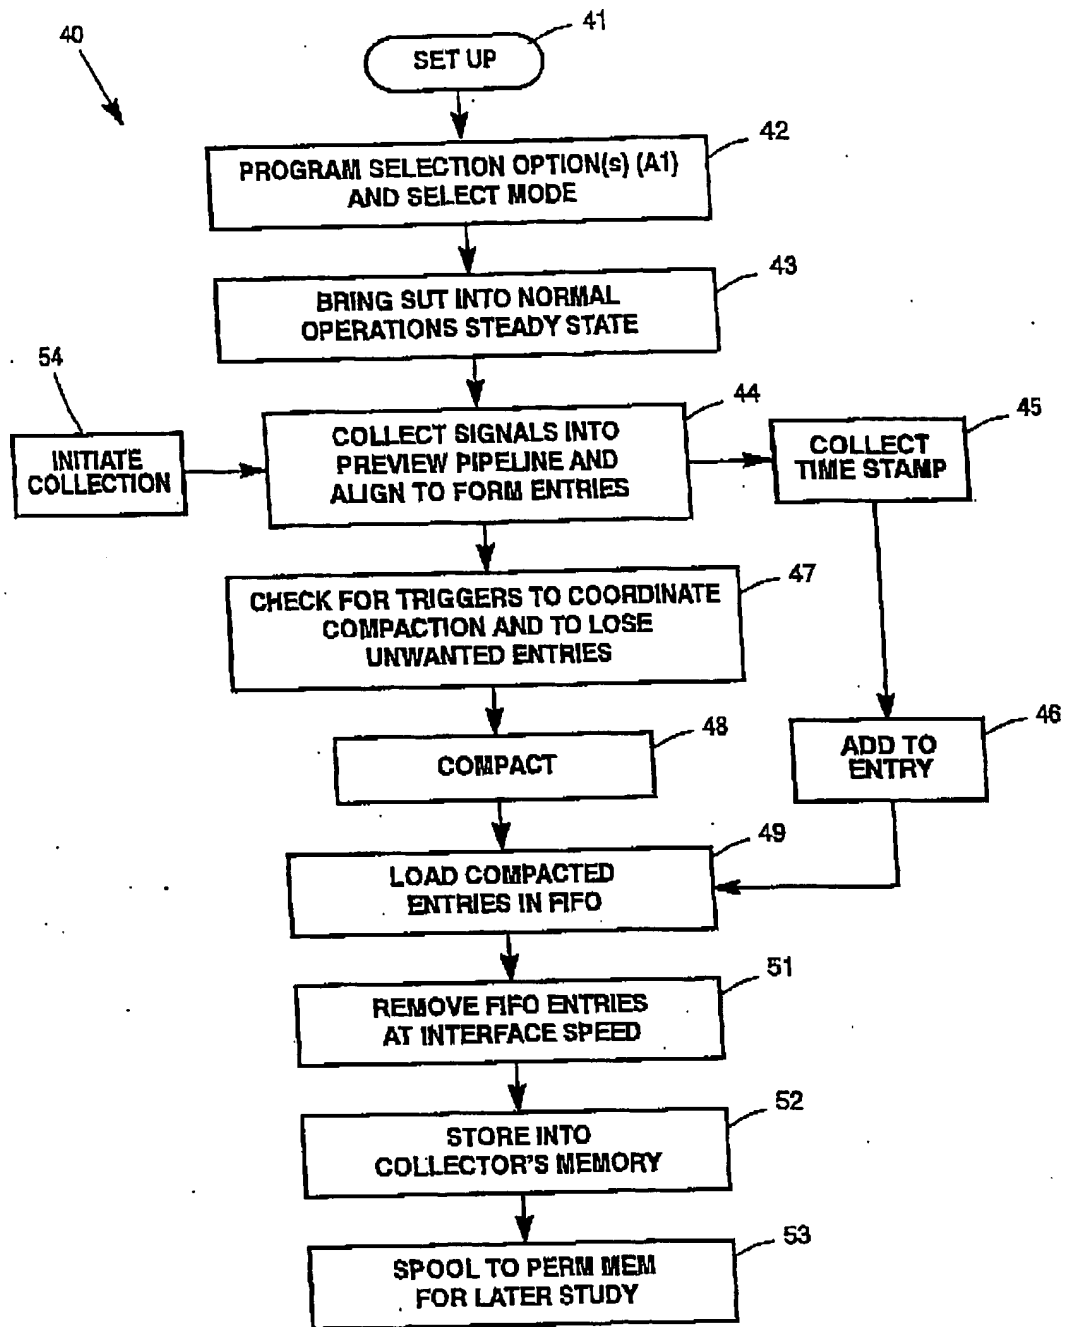 40
41
SET UP
42
PROGRAM SELECTION OPTION(s) (A1)
AND SELECT MODE
43
BRING SUT INTO NORMAL
OPERATIONS STEADY STATE
54
INITIATE
COLLECTION
44
COLLECT SIGNALS INTO
PREVIEW PIPELINE AND
ALIGN TO FORM ENTRIES
45
COLLECT
TIME STAMP
47
CHECK FOR TRIGGERS TO COORDINATE
COMPACTION AND TO LOSE
UNWANTED ENTRIES
48
COMPACT
46
ADD TO
ENTRY
49
LOAD COMPACTED
ENTRIES IN FIFO
51
REMOVE FIFO ENTRIES
AT INTERFACE SPEED
52
STORE INTO
COLLECTOR'S MEMORY
53
SPOOL TO PERM MEM
FOR LATER STUDY